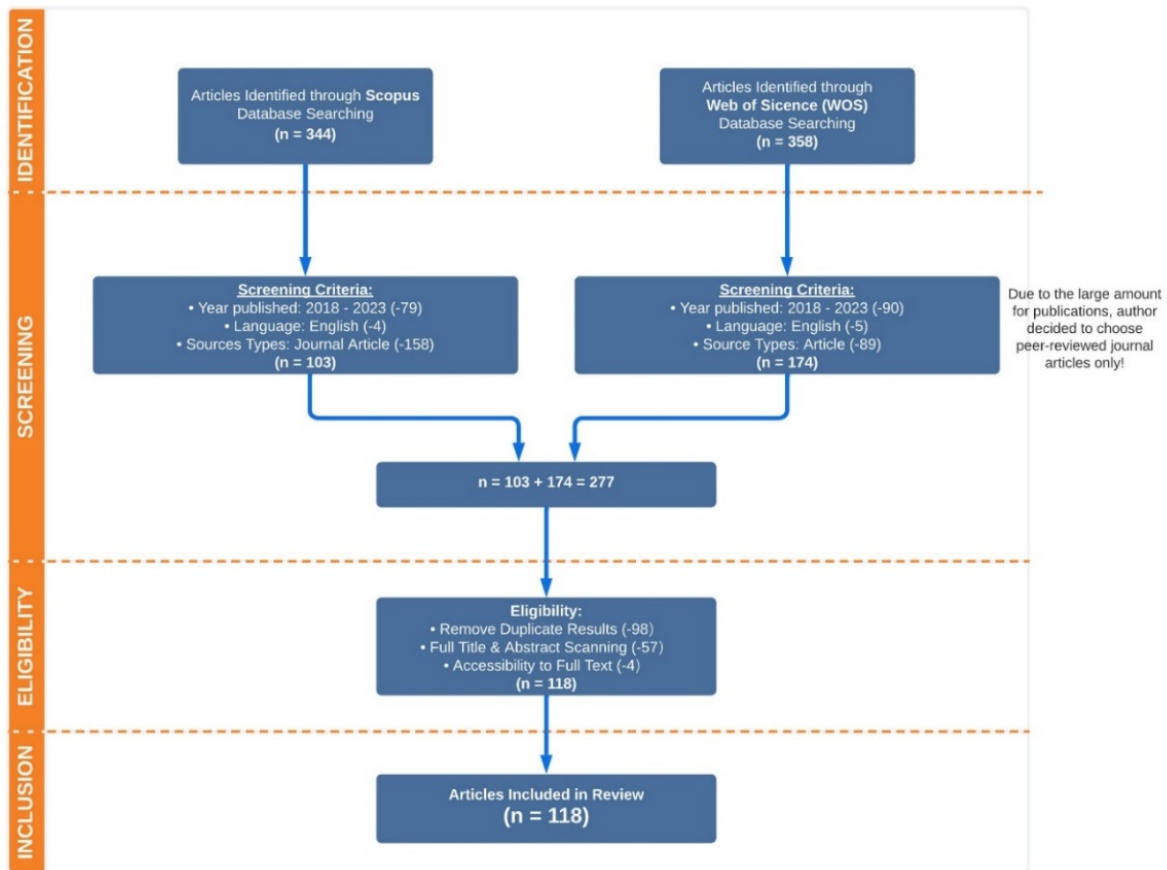 IDENTIFICATION
Articles Identified through Scopus
Database Searching
(n = 344)
Articles Identified through
Web of Sicence (WOS)
Database Searching
(n = 358)
SCREENING
Screening Criteria:
• Year published: 2018 - 2023 (-79)
• Language: English (-4)
• Sources Types: Journal Article (-158)
(n = 103)
Screening Criteria:
• Year published: 2018 - 2023 (-90)
• Language: English (-5)
• Source Types: Article (-89)
(n = 174)
Due to the large amount
for publications, author
decided to choose
peer-reviewed journal
articles only!
n = 103 + 174 = 277
ELIGIBILITY
Eligibility:
• Remove Duplicate Results (-98)
• Full Title & Abstract Scanning (-57)
• Accessibility to Full Text (-4)
(n = 118)
INCLUSION
Articles Included in Review
(n = 118)